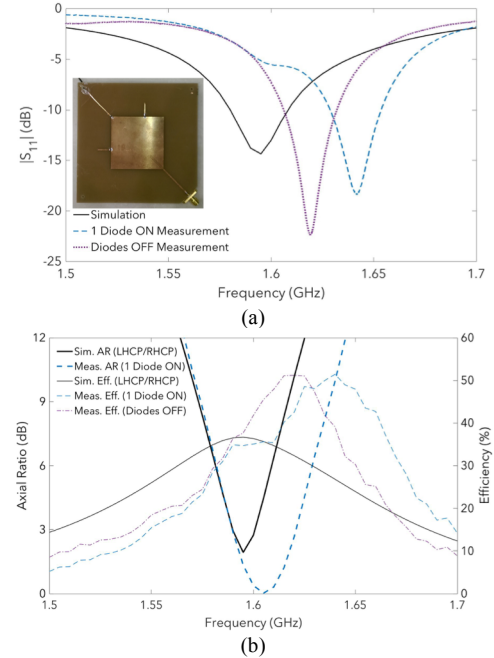 0
-5
-10
-15
-20
-25
|S11| (dB)
Simulation
1 Diode ON Measurement
Diodes OFF Measurement
1.5
1.55
1.6
1.65
1.7
Frequency (GHz)
(a)
12
9
6
3
0
Axial Ratio (dB)
Sim. AR (LHCP/RHCP)
Meas. AR (1 Diode ON)
Sim. Eff. (LHCP/RHCP)
Meas. Eff. (1 Diode ON)
Meas. Eff. (Diodes OFF)
60
50
40
30
20
10
0
Efficiency (%)
1.5
1.55
1.6
1.65
1.7
Frequency (GHz)
(b)